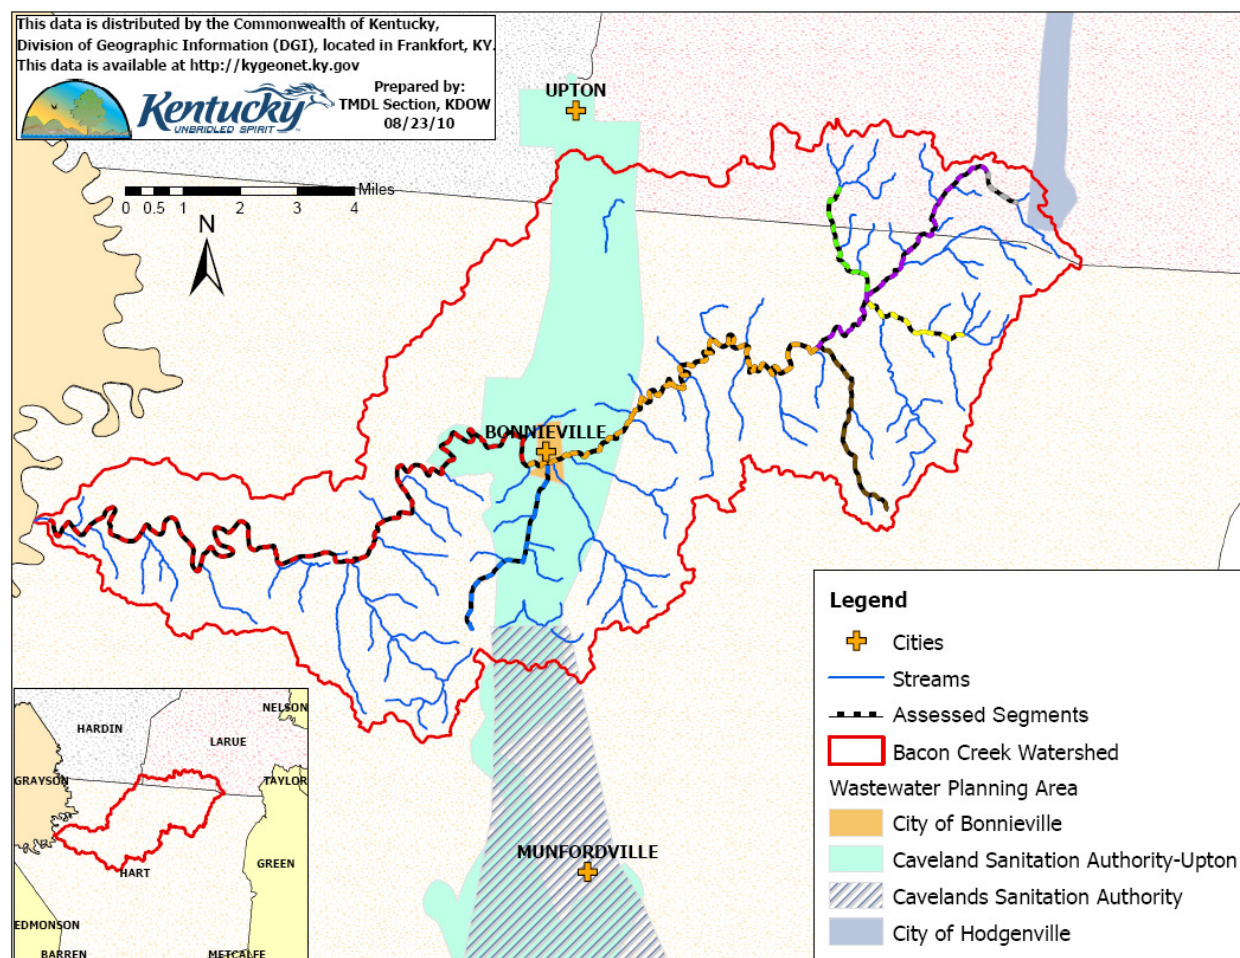 This data is distributed by the Commonwealth of Kentucky,
Division of Geographic Information (DGI), located in Frankfort, KY.
This data is available at http://kygeonet.ky.gov
Kentucky
UNBRIDLED SPIRIT
Prepared by:
TMDL Section, KDOW
08/23/10
UPTON
Miles
0 0.5 1 2 3 4
N
BONNIEVILLE
MUNFORDVILLE
Legend
Cities
Streams
Assessed Segments
Bacon Creek Watershed
Wastewater Planning Area
City of Bonnieville
Caveland Sanitation Authority-Upton
Cavelands Sanitation Authority
City of Hodgenville
NELSON
HARDIN
LARUE
GRAYSON
TAYLOR
GREEN
HART
EDMONSON
BARREN
METCALFE